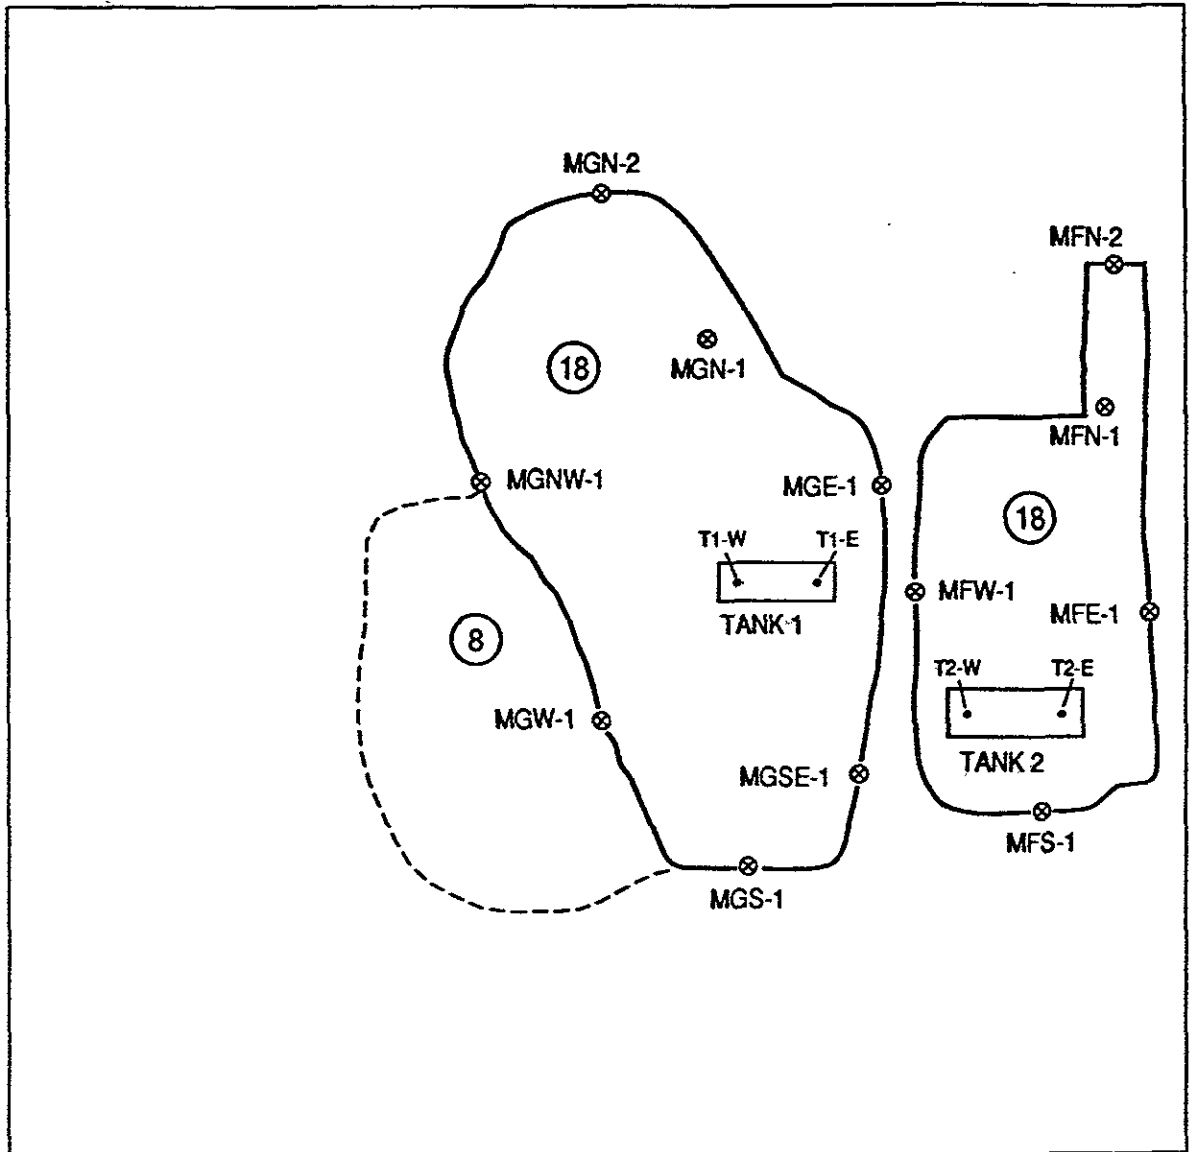 MGN-2
MFN-2
18
MGN-1
MFN-1
MGNW-1
MGE-1
18
T1-W
T1-E
MFW-1
TANK 1
MFE-1
8
T2-W
T2-E
MGW-1
TANK 2
MGSE-1
MFS-1
MGS-1